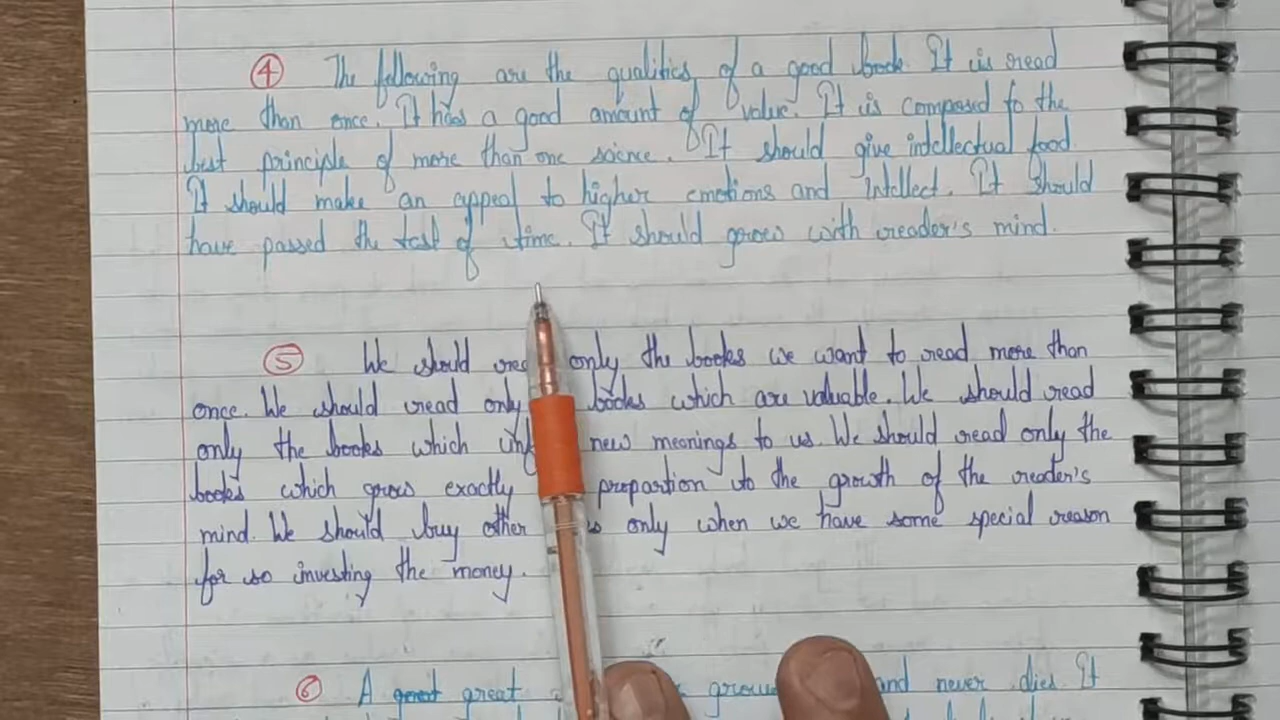 ④ The following are the qualities of a good book. It is read
more than once. It has a good amount of value. It is composed to the
best principle of more than one science. It should give intellectual food.
It should make an appeal to higher emotions and intellect. It should
have passed the test of time. It should grow with reader's mind.
⑤ We should only the books we want to read more than
once. We should read only books which are valuable. We should read
only the books which new meanings to us. We should read only the
books which grows exactly proportion to the growth of the reader's
mind. We should buy other only when we have some special reason
for so investing the money.
⑥ A great great and never dies. It